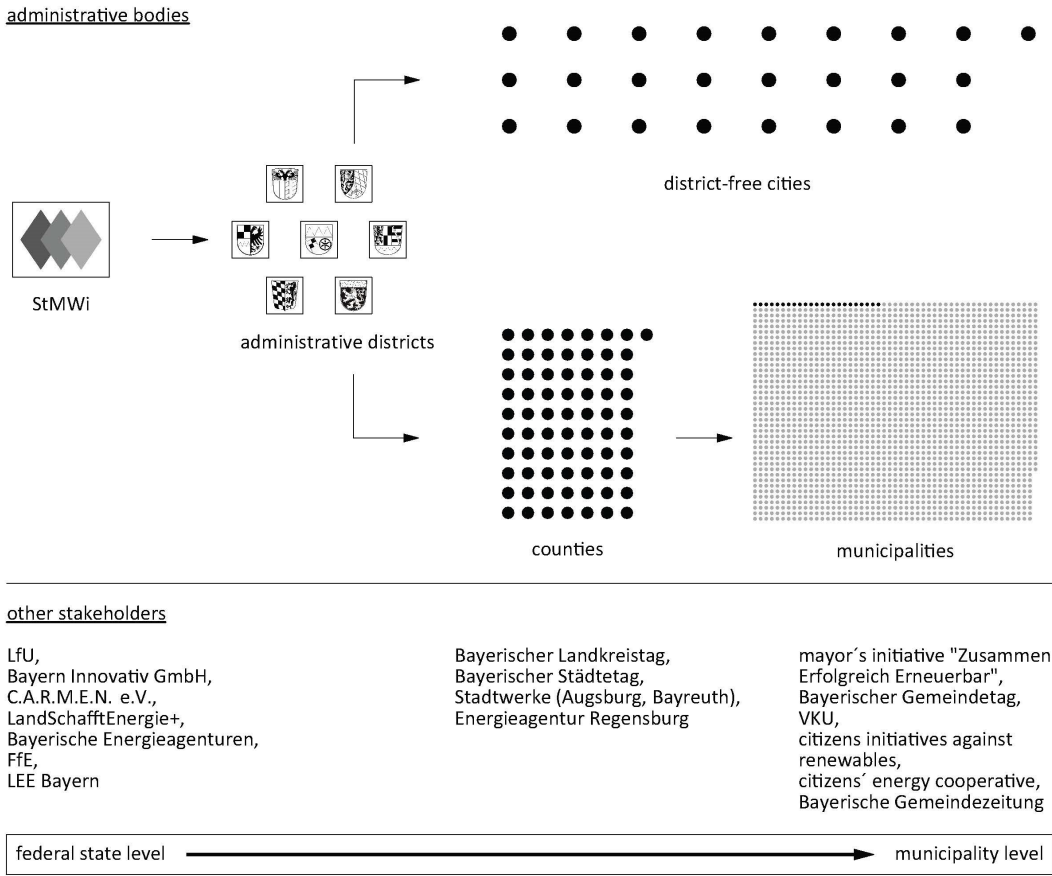 administrative bodies
district-free cities
StMWi
administrative districts
counties
municipalities
other stakeholders
LfU,
Bayern Innovativ GmbH,
C.A.R.M.E.N. e.V.,
LandSchafftEnergie+,
Bayerische Energieagenturen,
FfE,
LEE Bayern
Bayerischer Landkreistag,
Bayerischer Städtetag,
Stadtwerke (Augsburg, Bayreuth),
Energieagentur Regensburg
mayor´s initiative "Zusammen
Erfolgreich Erneuerbar",
Bayerischer Gemeindetag,
VKU,
citizens initiatives against
renewables,
citizens´ energy cooperative,
Bayerische Gemeindezeitung
federal state level
municipality level